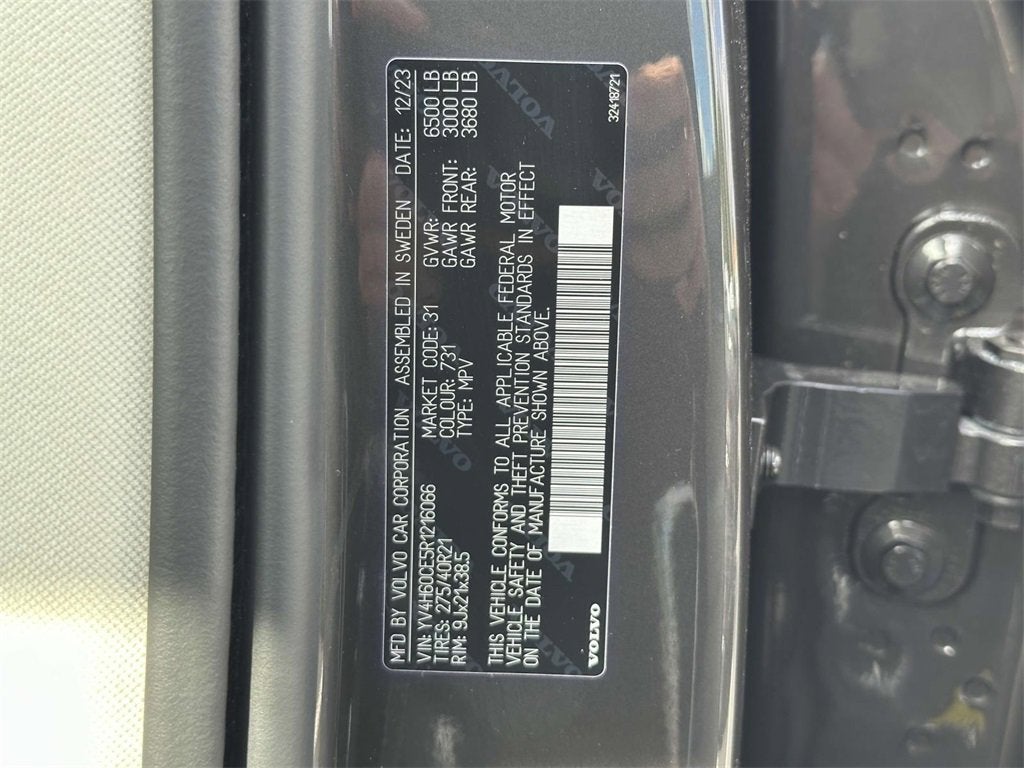 MFD BY VOLVO CAR CORPORATION ASSEMBLED IN SWEDEN DATE: 12/23
VIN: YV4H60CE5R1216066 MARKET CODE: 31 GVWR: 6500 LB
TIRES: 275/40R21 COLOUR: 731 GAWR FRONT: 3000 LB
RIM: 9Jx21x38.5 TYPE: MPV GAWR REAR: 3680 LB
THIS VEHICLE CONFORMS TO ALL APPLICABLE FEDERAL MOTOR
VEHICLE SAFETY AND THEFT PREVENTION STANDARDS IN EFFECT
ON THE DATE OF MANUFACTURE SHOWN ABOVE.
VOLVO
32418721